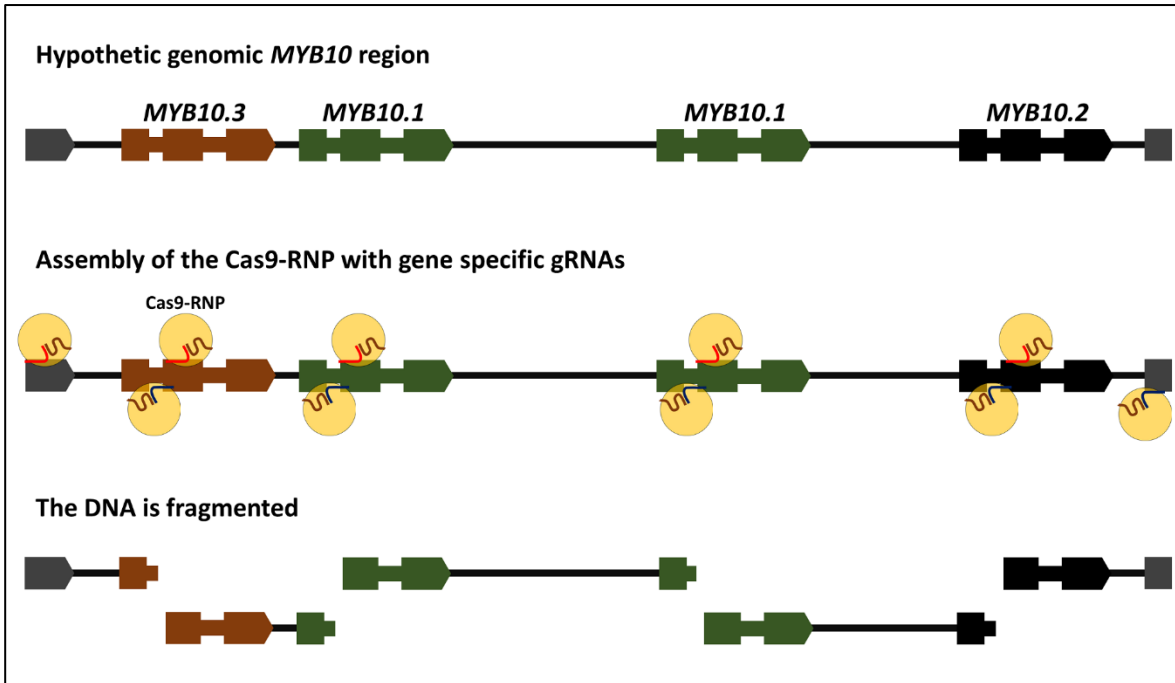 Hypothetic genomic MYB10 region
MYB10.3 MYB10.1 MYB10.1 MYB10.2
Assembly of the Cas9-RNP with gene specific gRNAs
Cas9-RNP
The DNA is fragmented